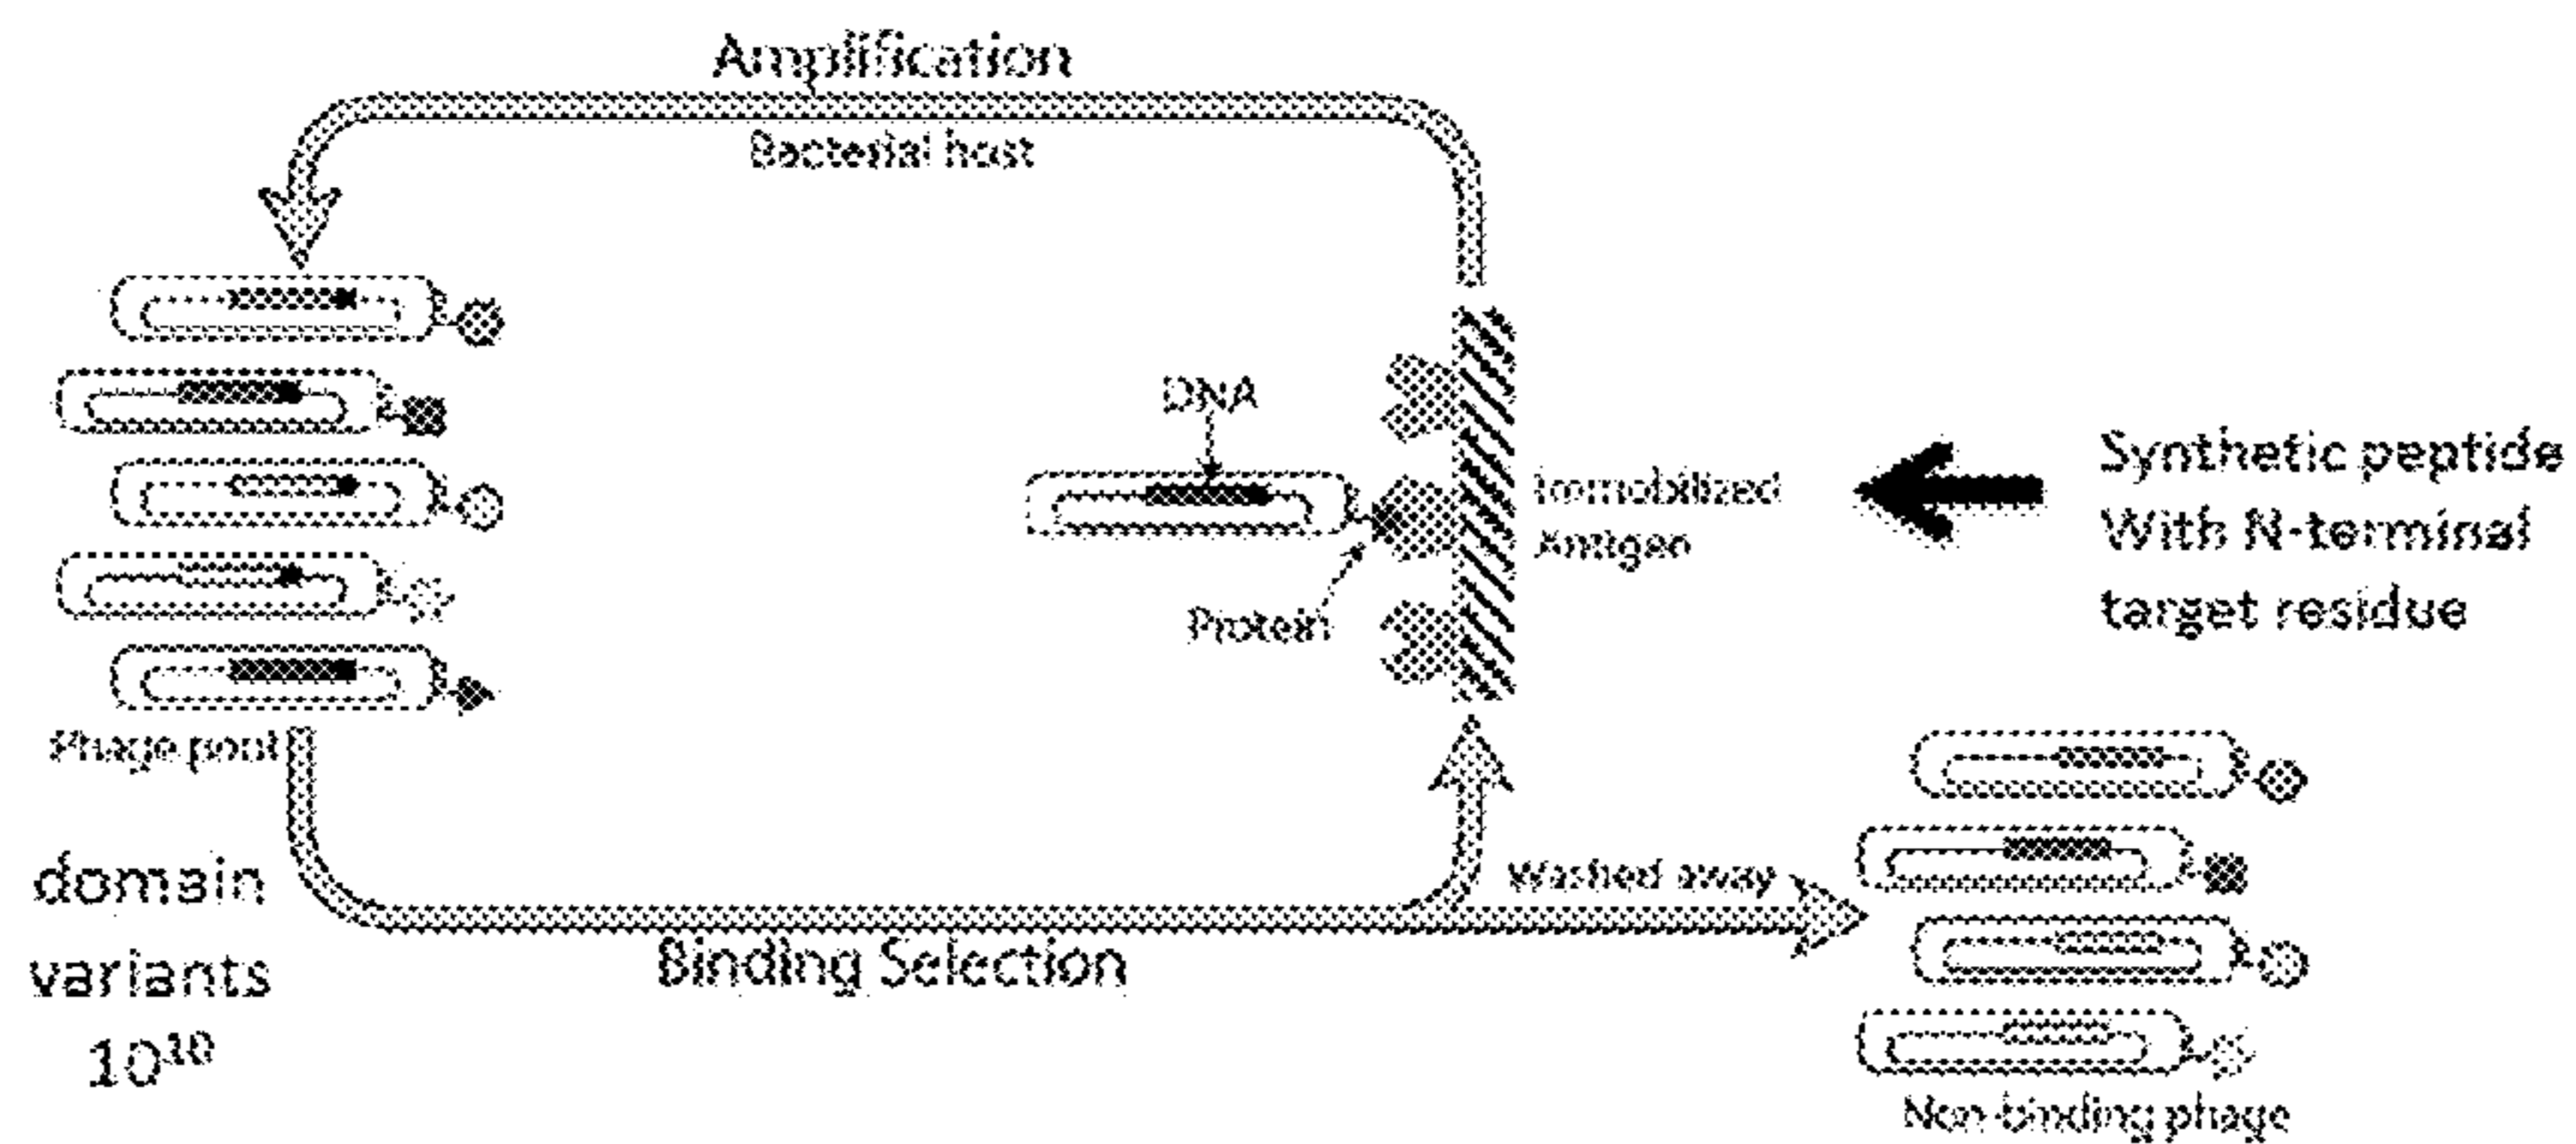 Amplification
Bacterial host
DNA
Immobilized
Antigen
Protein
Synthetic peptide
With N-terminal
target residue
Phage pool
domain
variants
10¹⁰
Binding Selection
Washed away
Non-binding phage